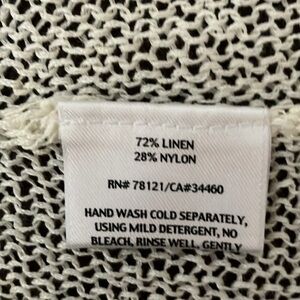 72% LINEN
28% NYLON
RN# 78121/CA#34460
HAND WASH COLD SEPARATELY,
USING MILD DETERGENT, NO
BLEACH, RINSE WELL, GENTLY